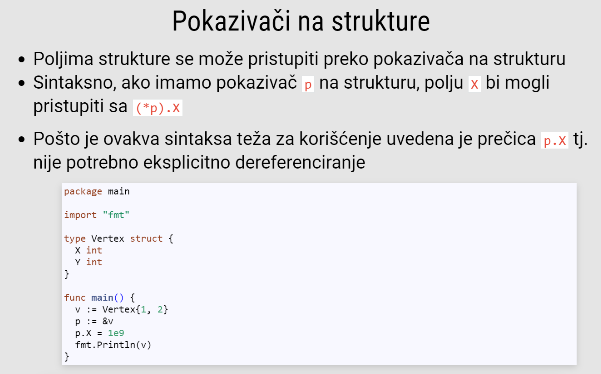 Pokazivači na strukture
• Poljima strukture se može pristupiti preko pokazivača na strukturu
• Sintaksno, ako imamo pokazivač p na strukturu, polju X bi mogli
pristupiti sa (*p).X
• Pošto je ovakva sintaksa teža za korišćenje uvedena je prečica p.X tj.
nije potrebno eksplicitno dereferenciranje
package main
import "fmt"
type Vertex struct {
  X int
  Y int
}
func main() {
  v := Vertex{1, 2}
  p := &v
  p.X = 1e9
  fmt.Println(v)
}